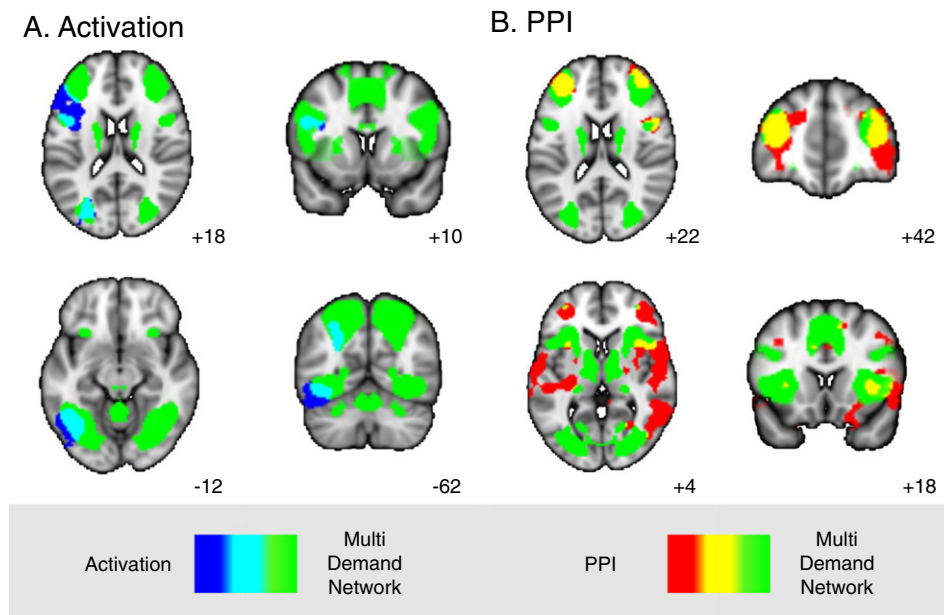 A. Activation
B. PPI
+18
+10
+22
+42
-12
-62
+4
+18
Activation
Multi
Demand
Network
PPI
Multi
Demand
Network